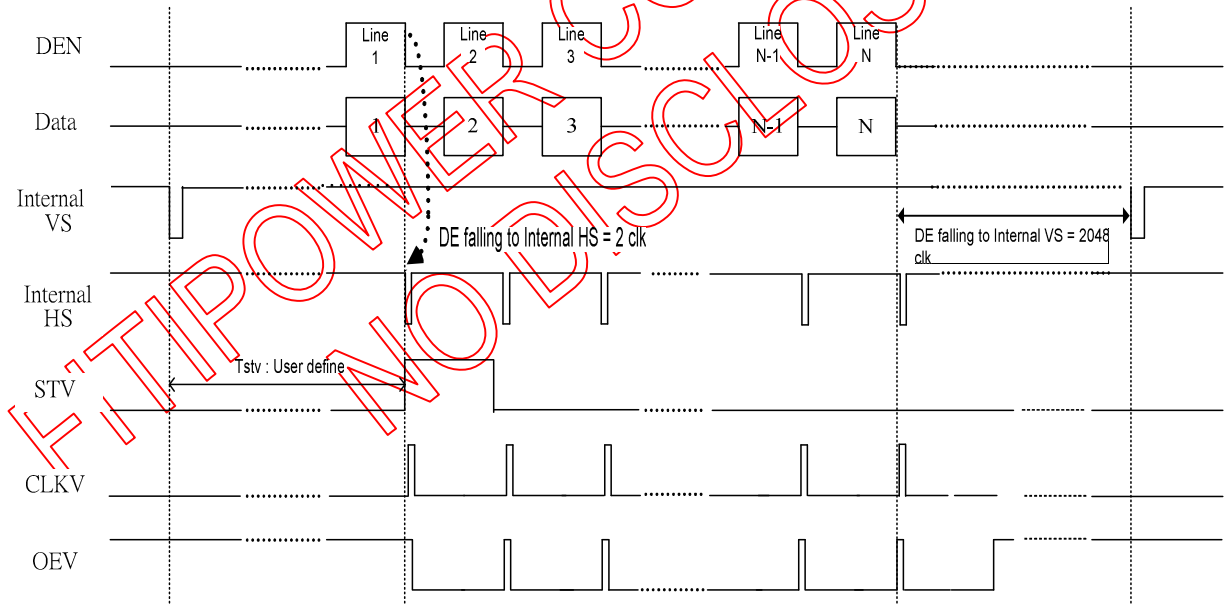 DEN
Line
1
Line
2
Line
3
Line
N-1
Line
N
Data
1
2
3
N-1
N
Internal
VS
DE falling to Internal HS = 2 clk
DE falling to Internal VS = 2048
clk
Internal
HS
Tstv : User define
STV
CLKV
OEV
FITIPOWER CO
NO DISCLOS